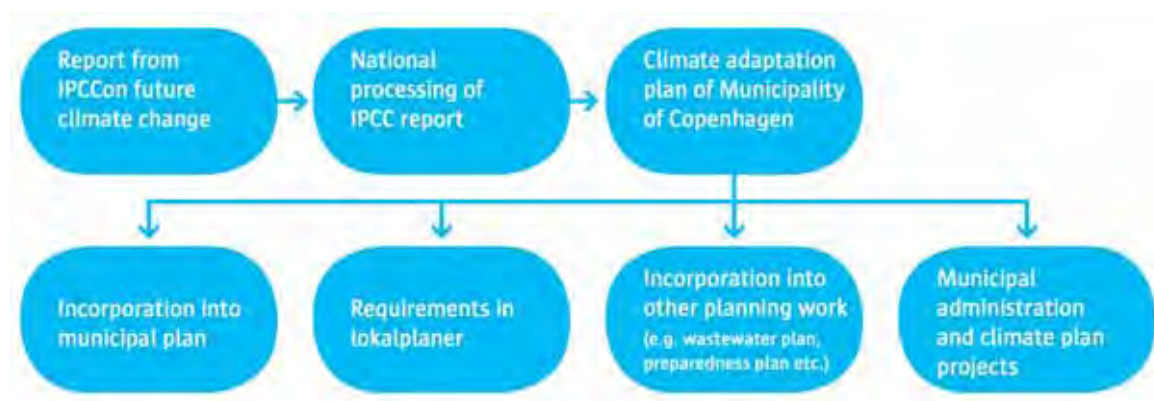 Report from
IPCCon future
climate change
National
processing of
IPCC report
Climate adaptation
plan of Municipality
of Copenhagen
Incorporation into
municipal plan
Requirements in
lokalplaner
Incorporation into
other planning work
(e.g. wastewater plan,
preparedness plan etc.)
Municipal
administration
and climate plan
projects